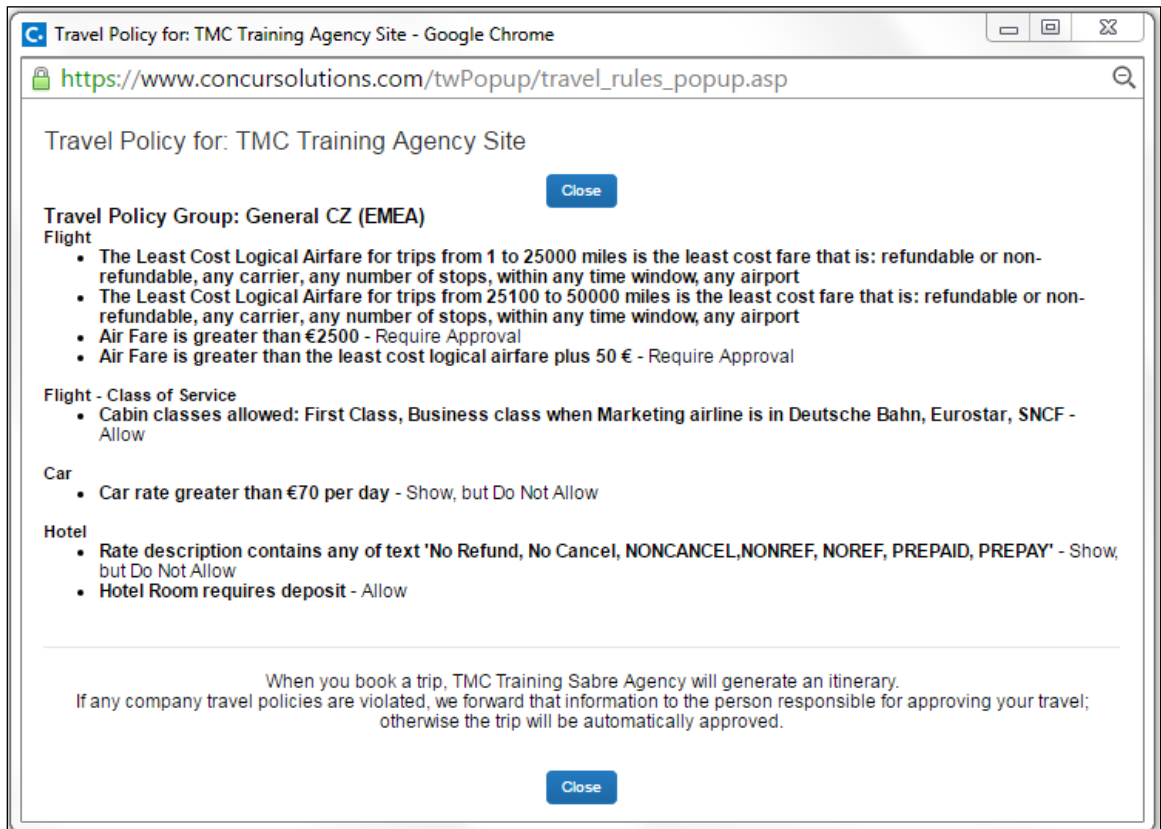 Travel Policy for: TMC Training Agency Site - Google Chrome
https://www.concursolutions.com/twPopup/travel_rules_popup.asp
Travel Policy for: TMC Training Agency Site
Close
Travel Policy Group: General CZ (EMEA)
Flight
• The Least Cost Logical Airfare for trips from 1 to 25000 miles is the least cost fare that is: refundable or non-
refundable, any carrier, any number of stops, within any time window, any airport
• The Least Cost Logical Airfare for trips from 25100 to 50000 miles is the least cost fare that is: refundable or non-
refundable, any carrier, any number of stops, within any time window, any airport
• Air Fare is greater than €2500 - Require Approval
• Air Fare is greater than the least cost logical airfare plus 50 € - Require Approval
Flight - Class of Service
• Cabin classes allowed: First Class, Business class when Marketing airline is in Deutsche Bahn, Eurostar, SNCF -
Allow
Car
• Car rate greater than €70 per day - Show, but Do Not Allow
Hotel
• Rate description contains any of text 'No Refund, No Cancel, NONCANCEL,NONREF, NOREF, PREPAID, PREPAY' - Show,
but Do Not Allow
• Hotel Room requires deposit - Allow
When you book a trip, TMC Training Sabre Agency will generate an itinerary.
If any company travel policies are violated, we forward that information to the person responsible for approving your travel;
otherwise the trip will be automatically approved.
Close